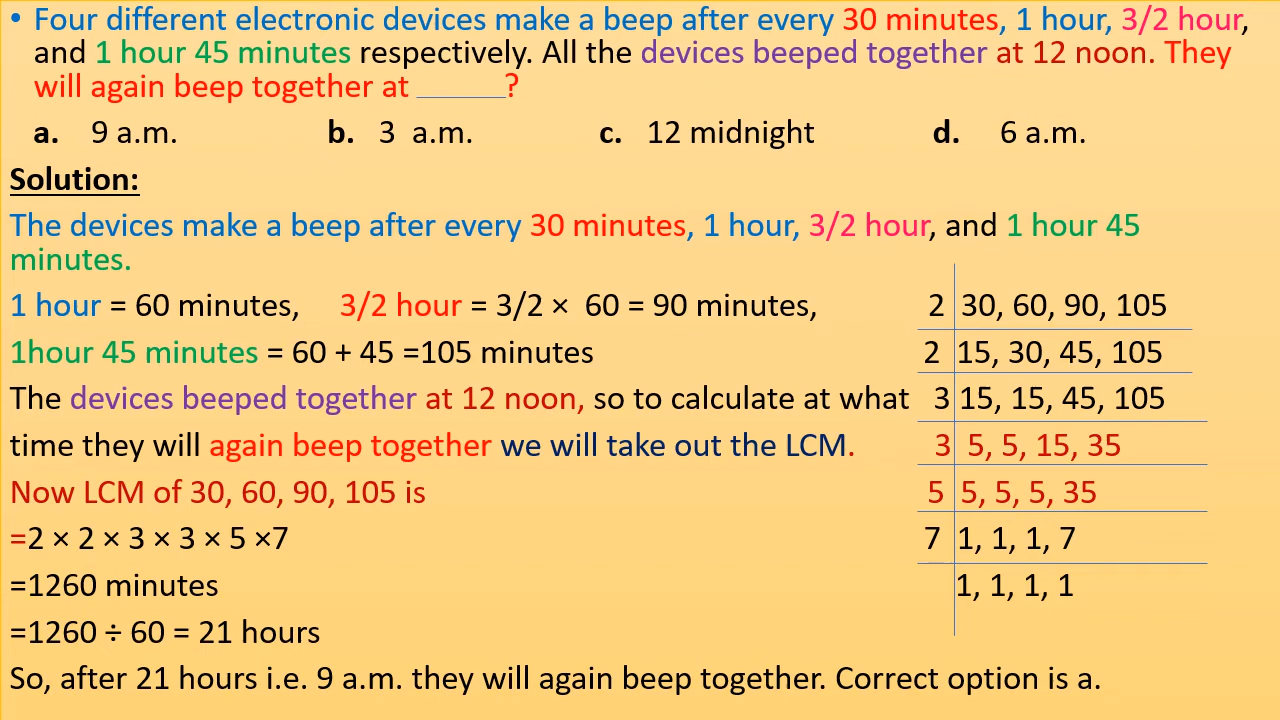 • Four different electronic devices make a beep after every 30 minutes, 1 hour, 3/2 hour,
and 1 hour 45 minutes respectively. All the devices beeped together at 12 noon. They
will again beep together at ______?
a. 9 a.m. b. 3 a.m. c. 12 midnight d. 6 a.m.
Solution:
The devices make a beep after every 30 minutes, 1 hour, 3/2 hour, and 1 hour 45
minutes.
1 hour = 60 minutes, 3/2 hour = 3/2 × 60 = 90 minutes,
1hour 45 minutes = 60 + 45 =105 minutes
The devices beeped together at 12 noon, so to calculate at what
time they will again beep together we will take out the LCM.
Now LCM of 30, 60, 90, 105 is
=2 × 2 × 3 × 3 × 5 ×7
=1260 minutes
=1260 ÷ 60 = 21 hours
2 30, 60, 90, 105
2 15, 30, 45, 105
3 15, 15, 45, 105
3 5, 5, 15, 35
5 5, 5, 5, 35
7 1, 1, 1, 7
1, 1, 1, 1
So, after 21 hours i.e. 9 a.m. they will again beep together. Correct option is a.